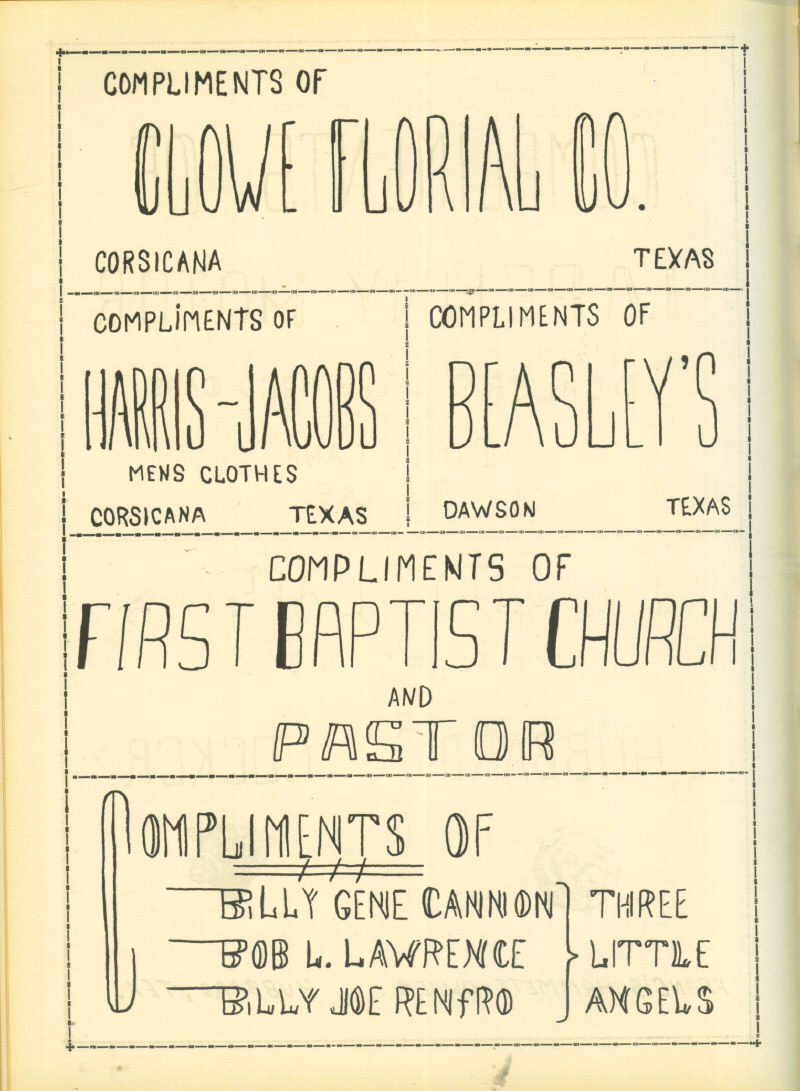 COMPLIMENTS OF
CLOWE FLORIAL CO.
CORSICANA TEXAS
COMPLIMENTS OF
HARRIS-JACOBS
MENS CLOTHES
CORSICANA TEXAS
COMPLIMENTS OF
BEASLEY'S
DAWSON TEXAS
COMPLIMENTS OF
FIRST BAPTIST CHURCH
AND
PASTOR
COMPLIMENTS OF
BILLY GENE CANNON } THREE
BOB L. LAWRENCE } LITTLE
BILLY JOE RENfRO } ANGELS